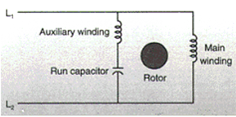 L₁
Auxiliary winding
Main
winding
Run capacitor
Rotor
L₂